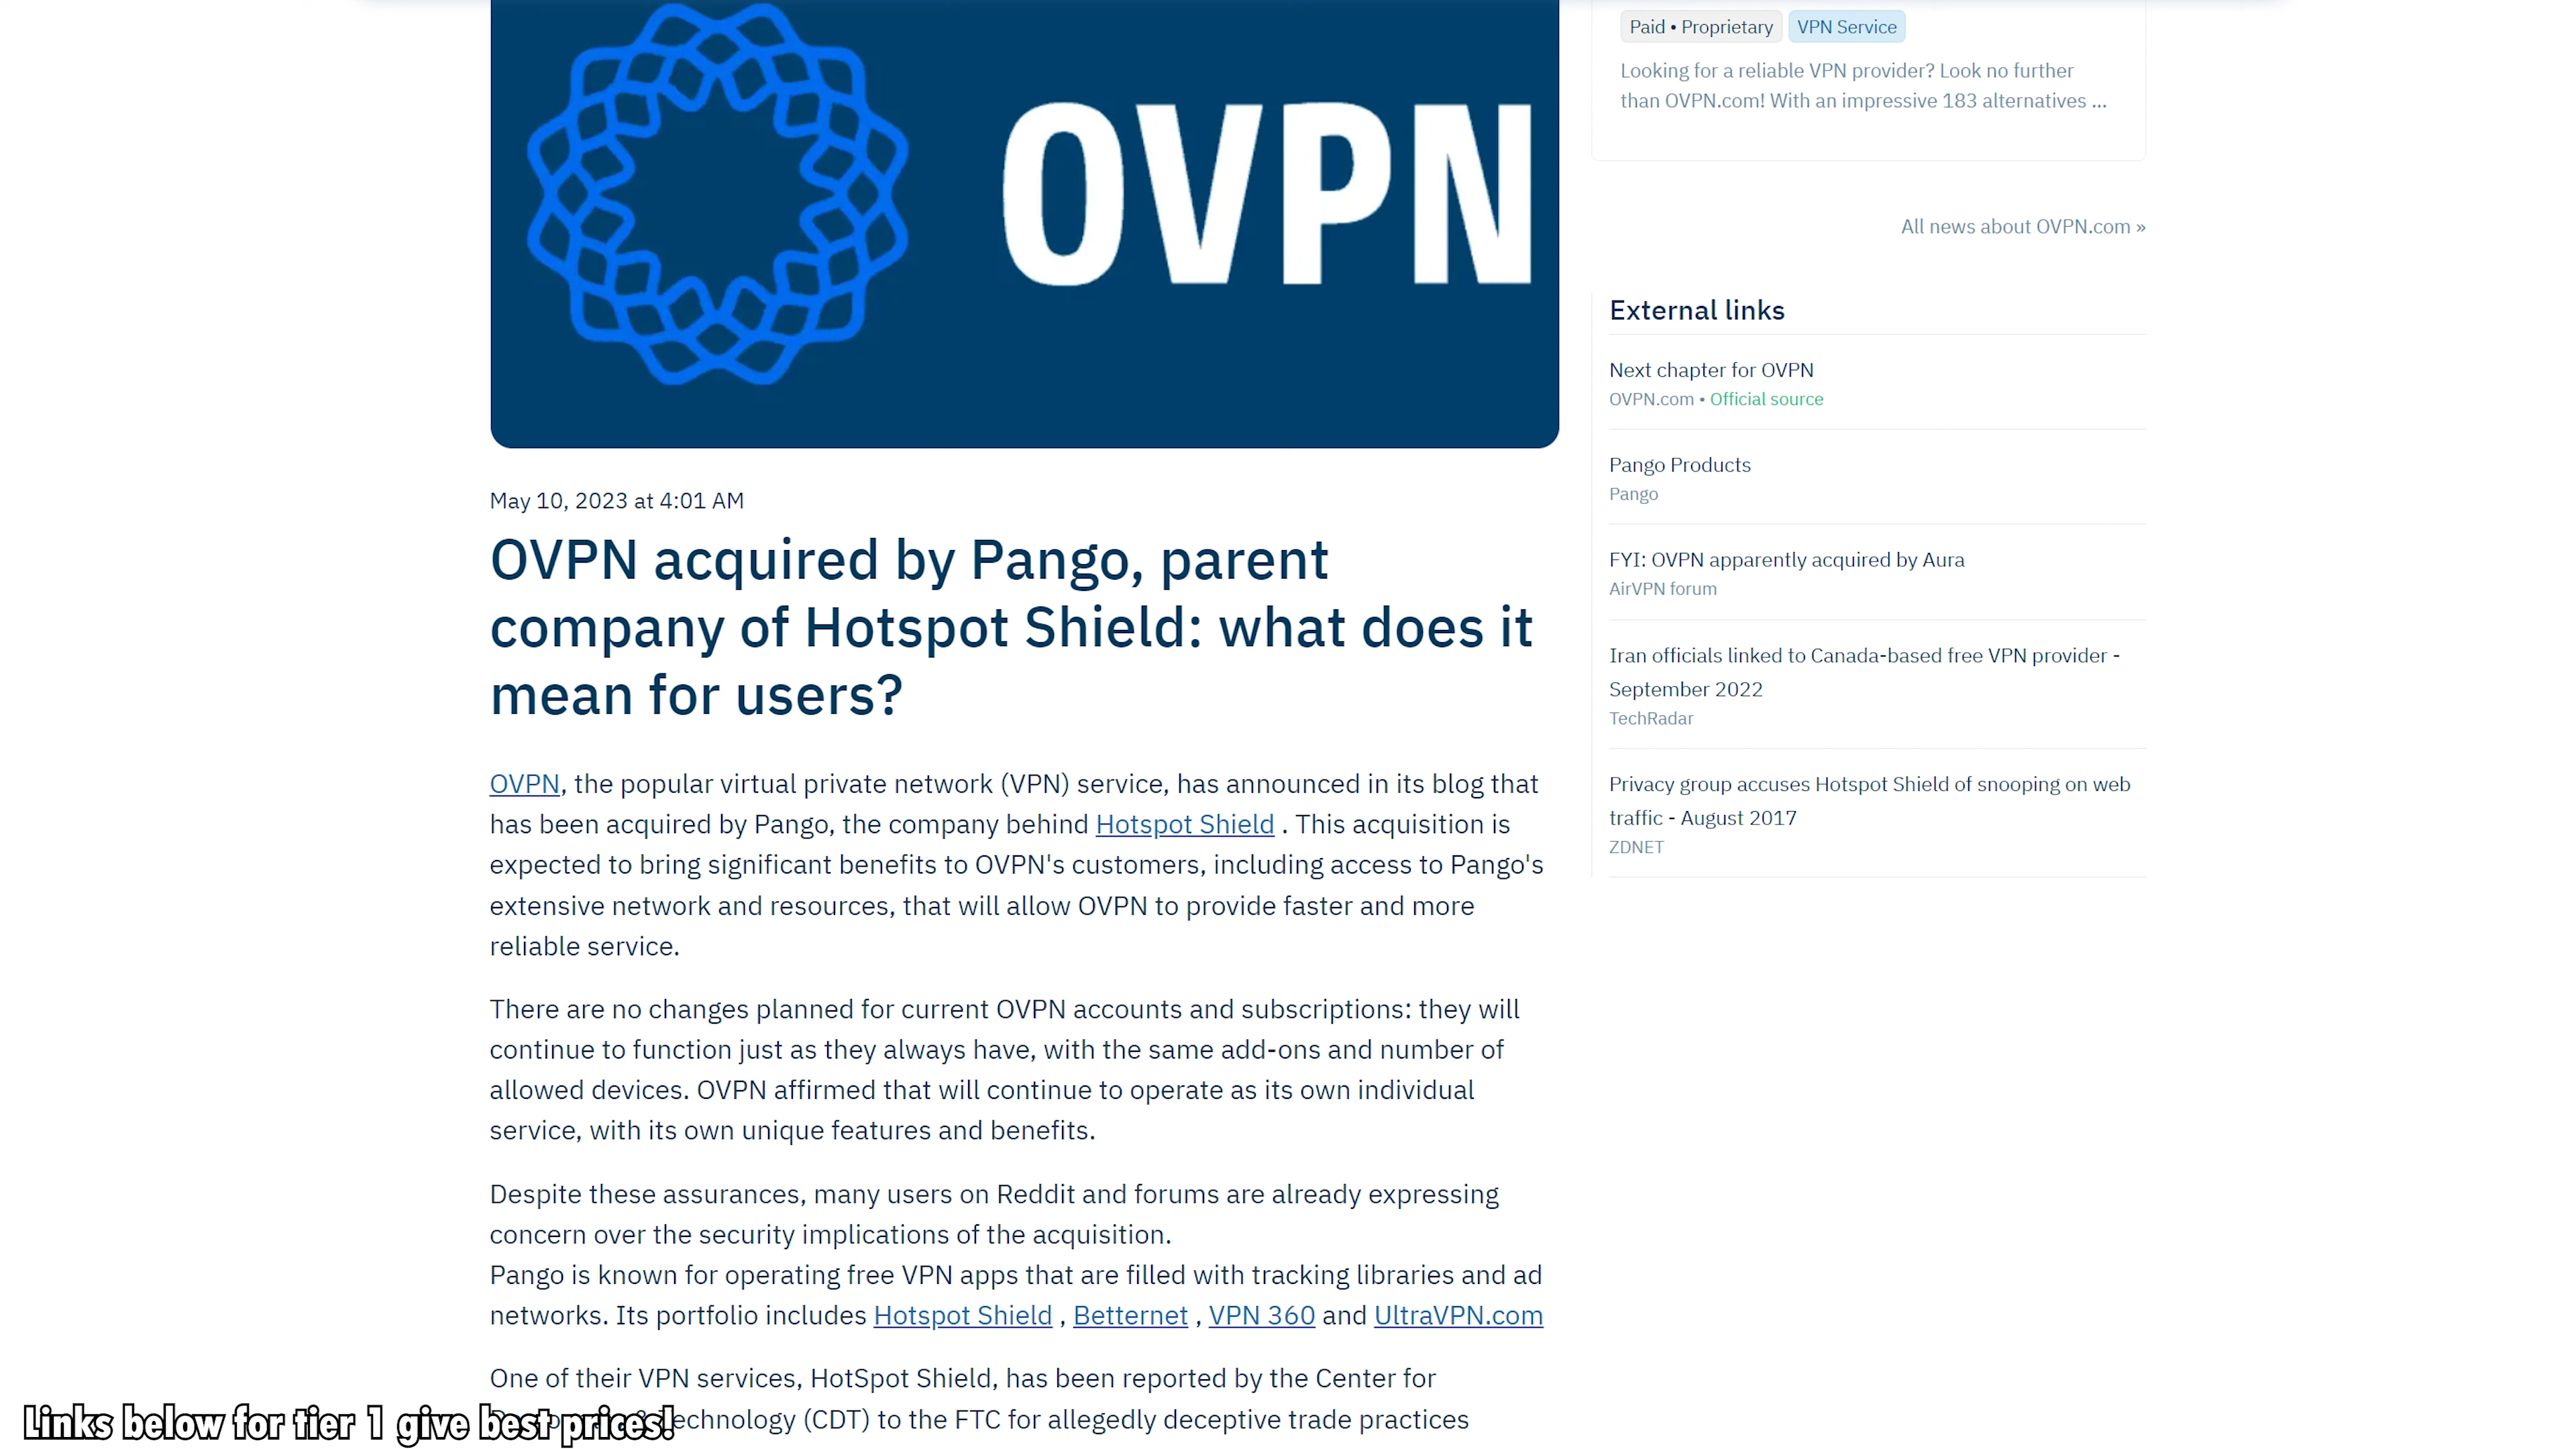 OVPN
May 10, 2023 at 4:01 AM
OVPN acquired by Pango, parent
company of Hotspot Shield: what does it
mean for users?
OVPN, the popular virtual private network (VPN) service, has announced in its blog that
has been acquired by Pango, the company behind Hotspot Shield . This acquisition is
expected to bring significant benefits to OVPN's customers, including access to Pango's
extensive network and resources, that will allow OVPN to provide faster and more
reliable service.
There are no changes planned for current OVPN accounts and subscriptions: they will
continue to function just as they always have, with the same add-ons and number of
allowed devices. OVPN affirmed that will continue to operate as its own individual
service, with its own unique features and benefits.
Despite these assurances, many users on Reddit and forums are already expressing
concern over the security implications of the acquisition.
Pango is known for operating free VPN apps that are filled with tracking libraries and ad
networks. Its portfolio includes Hotspot Shield , Betternet , VPN 360 and UltraVPN.com
One of their VPN services, HotSpot Shield, has been reported by the Center for
Technology (CDT) to the FTC for allegedly deceptive trade practices
Links below for tier 1 give best prices!
Paid • Proprietary
VPN Service
Looking for a reliable VPN provider? Look no further
than OVPN.com! With an impressive 183 alternatives ...
All news about OVPN.com »
External links
Next chapter for OVPN
OVPN.com • Official source
Pango Products
Pango
FYI: OVPN apparently acquired by Aura
AirVPN forum
Iran officials linked to Canada-based free VPN provider -
September 2022
TechRadar
Privacy group accuses Hotspot Shield of snooping on web
traffic - August 2017
ZDNET